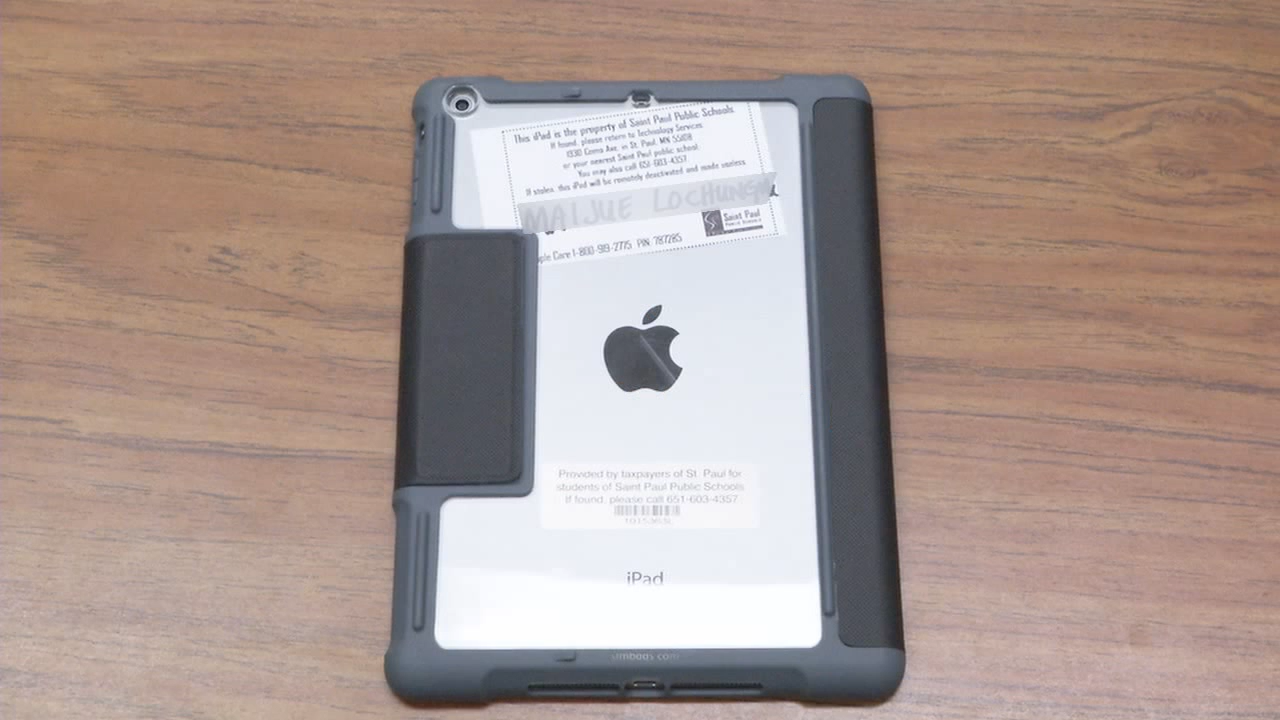 This iPad is the property of Saint Paul Public Schools
If found, please return to Technology Services
1930 Como Ave. in St. Paul, MN 55108
or your nearest Saint Paul public school.
You may also call 651-603-4357.
If stolen, this iPad will be remotely deactivated and made useless
MAIJUE LOCHUNGVU
Saint Paul
Public Schools
ple Care 1-800-919-2775 PIN: 787285
Provided by taxpayers of St. Paul for
students of Saint Paul Public Schools
If found, please call 651-603-4357
iPad
stmbags.com